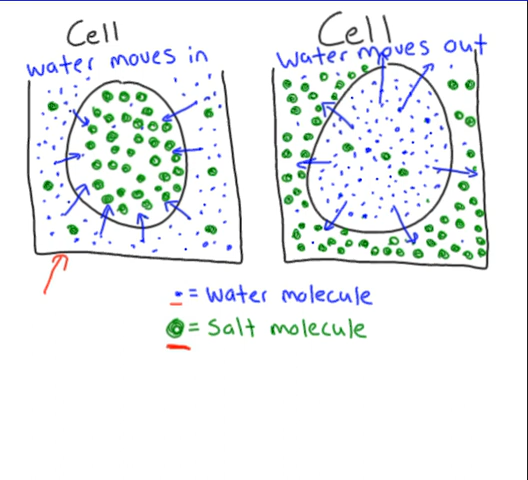 Cell
water moves in
Cell
water moves out
= Water molecule
= Salt molecule